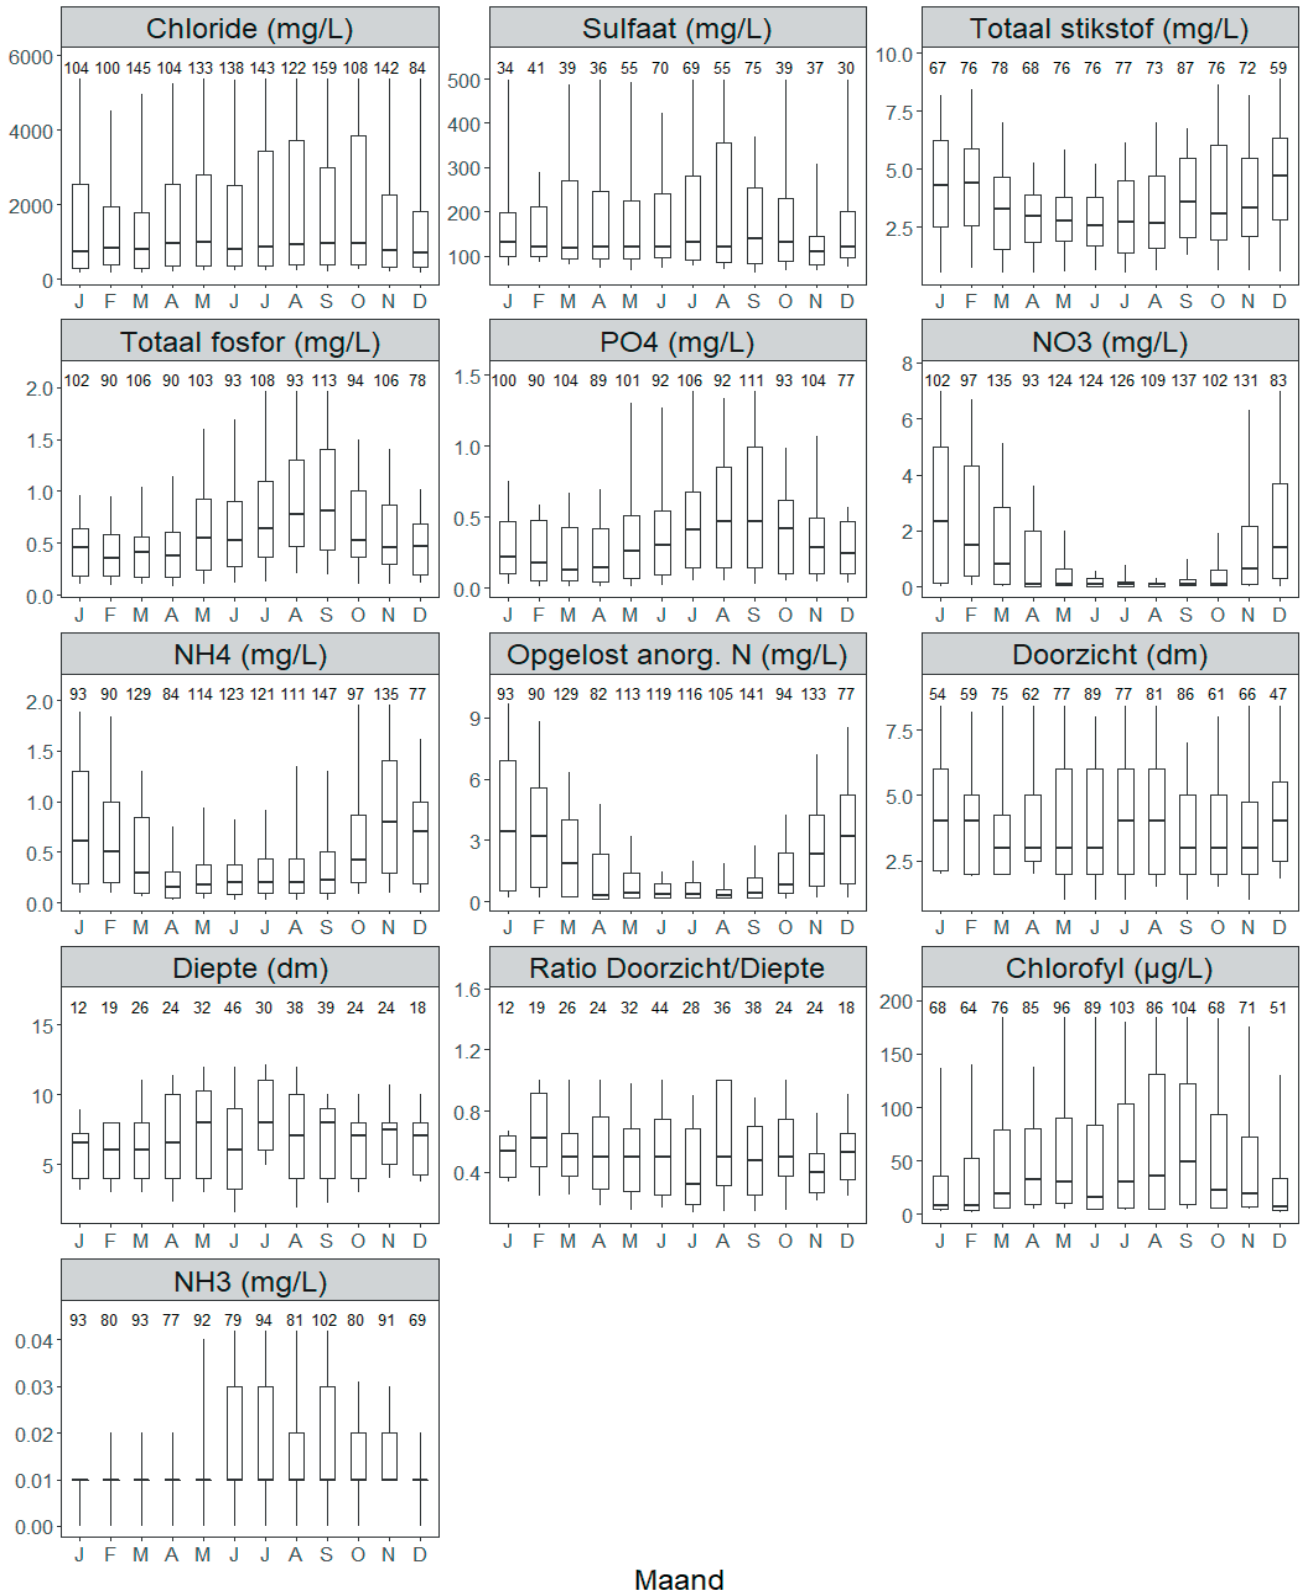 Chloride (mg/L) Sulfaat (mg/L) Totaal stikstof (mg/L)
6000 104 100 145 104 133 138 143 122 159 108 142 84
4000
2000
0
J F M A M J J A S O N D
500 34 41 39 36 55 70 69 55 75 39 37 30
400
300
200
100
J F M A M J J A S O N D
10.0 67 76 78 68 76 76 77 73 87 76 72 59
7.5
5.0
2.5
J F M A M J J A S O N D
Totaal fosfor (mg/L) PO4 (mg/L) NO3 (mg/L)
2.0 102 90 106 90 103 93 108 93 113 94 106 78
1.5
1.0
0.5
0.0
J F M A M J J A S O N D
1.5 100 90 104 89 101 92 106 92 111 93 104 77
1.0
0.5
0.0
J F M A M J J A S O N D
8 102 97 135 93 124 124 126 109 137 102 131 83
6
4
2
0
J F M A M J J A S O N D
NH4 (mg/L) Opgelost anorg. N (mg/L) Doorzicht (dm)
2.0 93 90 129 84 114 123 121 111 147 97 135 77
1.5
1.0
0.5
0.0
J F M A M J J A S O N D
9 93 90 129 82 113 119 116 105 141 94 133 77
6
3
0
J F M A M J J A S O N D
54 59 75 62 77 89 77 81 86 61 66 47
7.5
5.0
2.5
J F M A M J J A S O N D
Diepte (dm) Ratio Doorzicht/Diepte Chlorofyl (µg/L)
12 19 26 24 32 46 30 38 39 24 24 18
15
10
5
J F M A M J J A S O N D
1.6 12 19 26 24 32 44 28 36 38 24 24 18
1.2
0.8
0.4
J F M A M J J A S O N D
200 68 64 76 85 96 89 103 86 104 68 71 51
150
100
50
0
J F M A M J J A S O N D
NH3 (mg/L)
93 80 93 77 92 79 94 81 102 80 91 69
0.04
0.03
0.02
0.01
0.00
J F M A M J J A S O N D
Maand